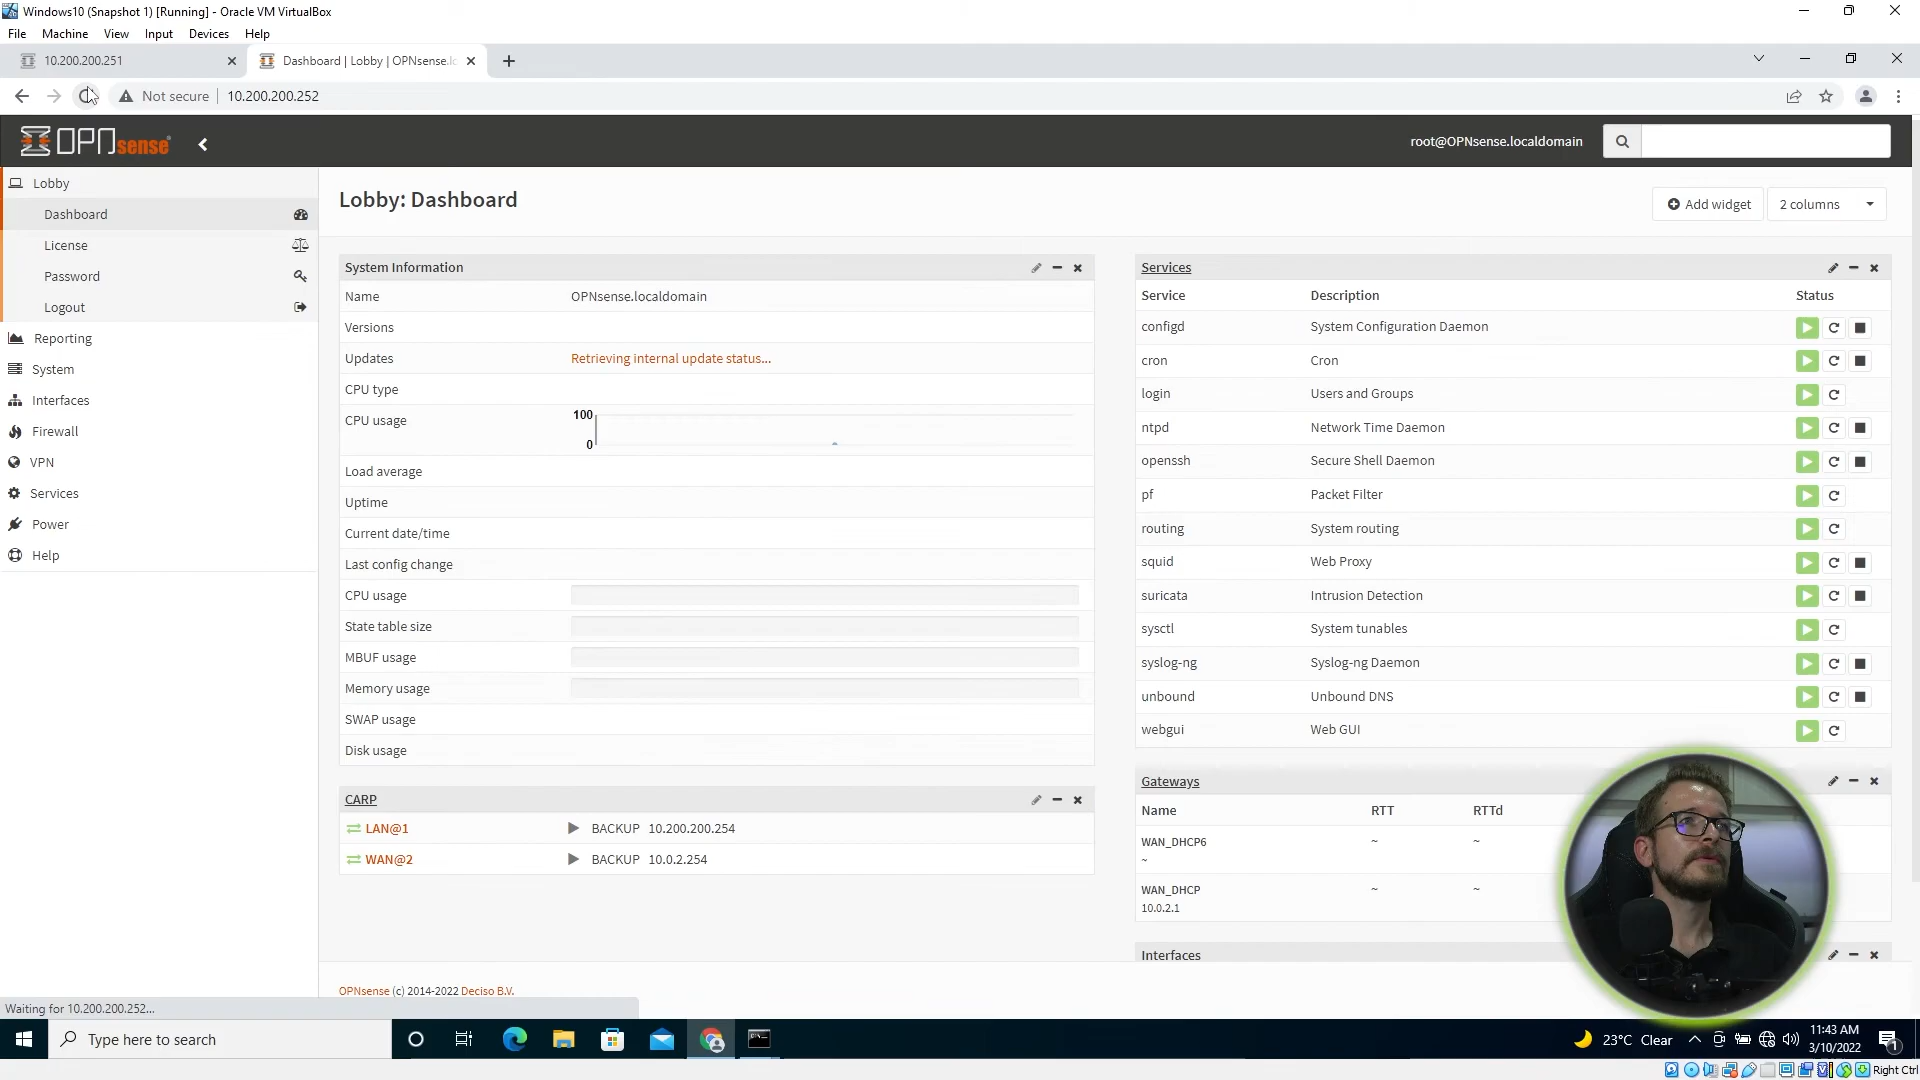 Windows10 (Snapshot 1) [Running] - Oracle VM VirtualBox
File Machine View Input Devices Help
10.200.200.251
Dashboard | Lobby | OPNsense.lo
Not secure 10.200.200.252
OPNsense
root@OPNsense.localdomain
Lobby
Dashboard
License
Password
Logout
Reporting
System
Interfaces
Firewall
VPN
Services
Power
Help
Lobby: Dashboard
Add widget
2 columns
System Information
Name OPNsense.localdomain
Versions
Updates Retrieving internal update status...
CPU type
CPU usage 100
0
Load average
Uptime
Current date/time
Last config change
CPU usage
State table size
MBUF usage
Memory usage
SWAP usage
Disk usage
CARP
LAN@1 BACKUP 10.200.200.254
WAN@2 BACKUP 10.0.2.254
Services
Service Description Status
configd System Configuration Daemon
cron Cron
login Users and Groups
ntpd Network Time Daemon
openssh Secure Shell Daemon
pf Packet Filter
routing System routing
squid Web Proxy
suricata Intrusion Detection
sysctl System tunables
syslog-ng Syslog-ng Daemon
unbound Unbound DNS
webgui Web GUI
Gateways
Name RTT RTTd
WAN_DHCP6 ~ ~
~
WAN_DHCP ~ ~
10.0.2.1
Interfaces
OPNsense (c) 2014-2022 Deciso B.V.
Waiting for 10.200.200.252...
Type here to search
23°C Clear
11:43 AM
3/10/2022
1
Right Ctrl